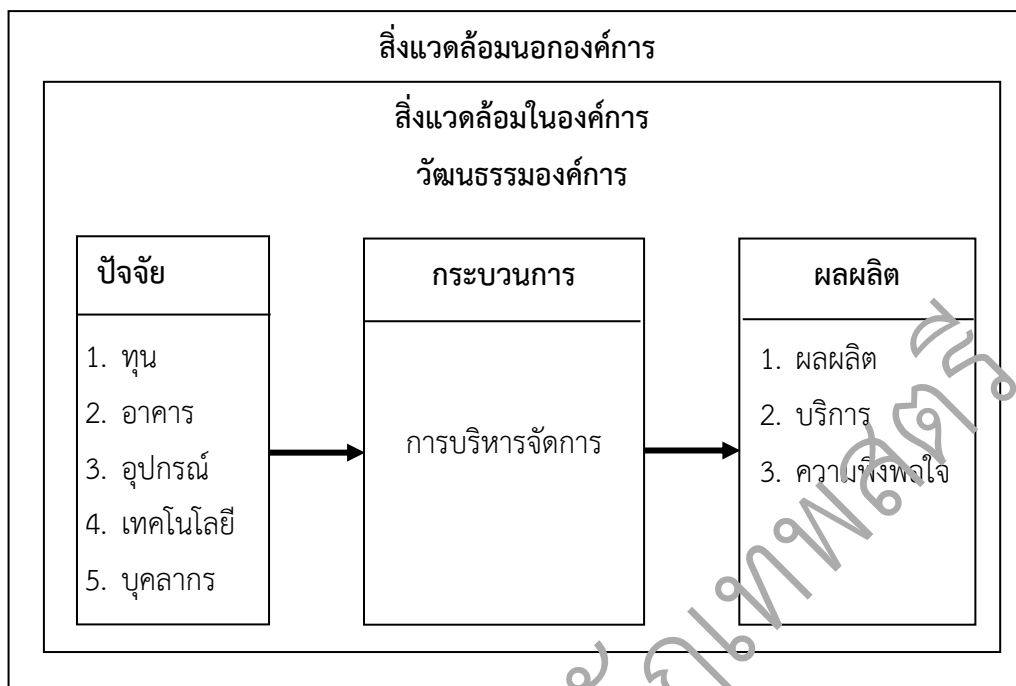 สิ่งแวดล้อมนอกองค์การ
สิ่งแวดล้อมในองค์การ
วัฒนธรรมองค์การ
ปัจจัย
1. ทุน
2. อาคาร
3. อุปกรณ์
4. เทคโนโลยี
5. บุคลากร
กระบวนการ
การบริหารจัดการ
ผลผลิต
1. ผลผลิต
2. บริการ
3. ความพึงพอใจ